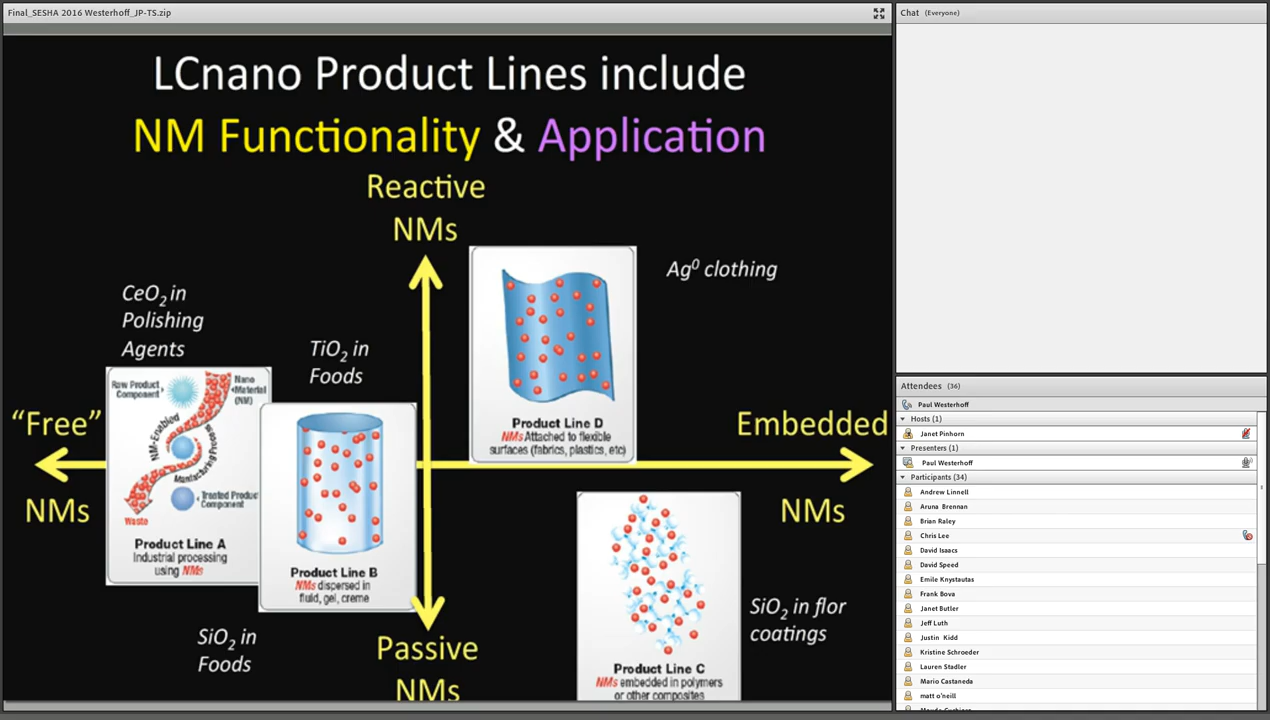 Final_SESHA 2016 Westerhoff_JP-TS.zip
LCnano Product Lines include
NM Functionality & Application
Reactive
NMs
Ag⁰ clothing
CeO₂ in
Polishing
Agents
TiO₂ in
Foods
"Free"
NMs
Embedded
NMs
Raw Product
Component
Nano
Material
(NM)
NM-Enabled
Manufacturing Process
Treated Product
Component
Waste
Product Line A
Industrial processing
using NMs
Product Line B
NMs dispersed in
fluid, gel, creme
Product Line D
NMs Attached to flexible
surfaces (fabrics, plastics, etc)
SiO₂ in
Foods
Passive
NMs
Product Line C
NMs embedded in polymers
or other composites
SiO₂ in flor
coatings
Chat (Everyone)
Attendees (36)
Paul Westerhoff
Hosts (1)
Janet Pinhorn
Presenters (1)
Paul Westerhoff
Participants (34)
Andrew Linnell
Aruna Brennan
Brian Raley
Chris Lee
David Isaacs
David Speed
Emile Knystautas
Frank Bova
Janet Butler
Jeff Luth
Justin Kidd
Kristine Schroeder
Lauren Stadler
Mario Castaneda
matt o'neill